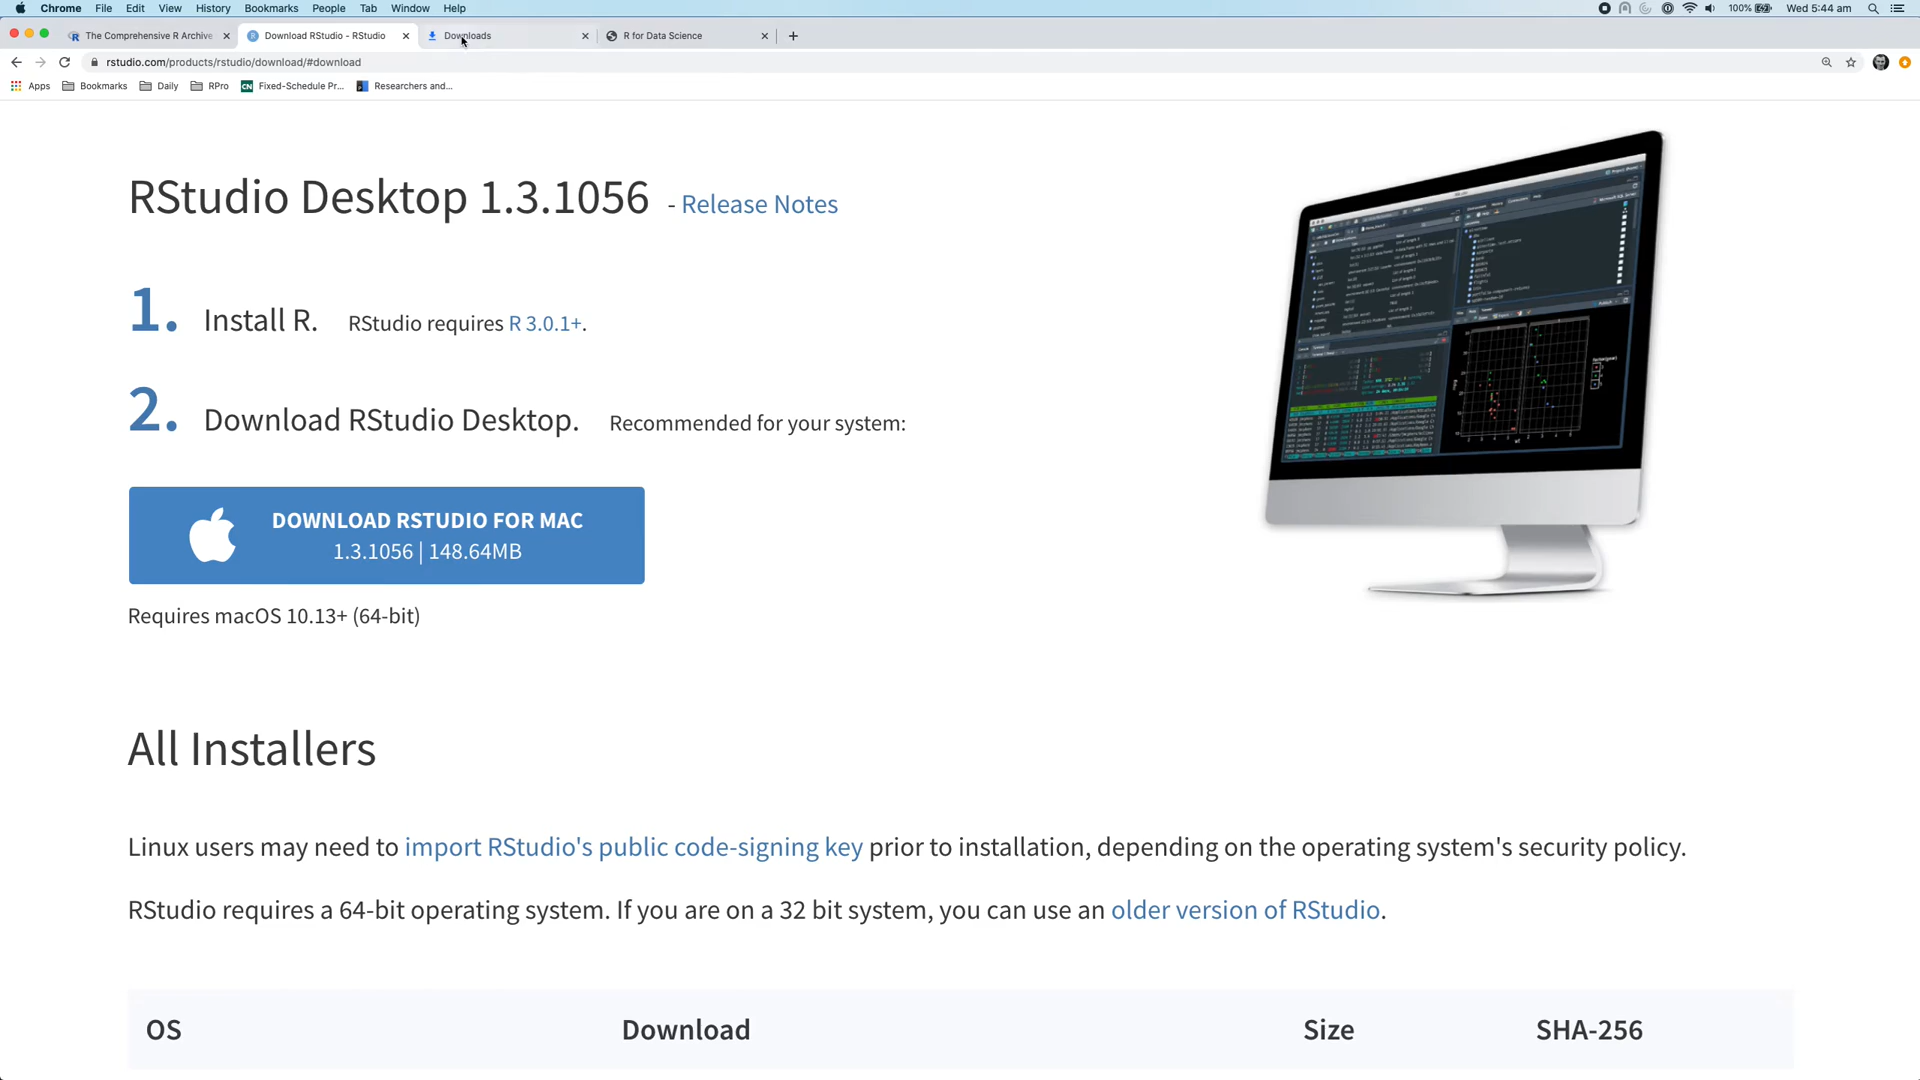 Chrome File Edit View History Bookmarks People Tab Window Help 100% Wed 5:44 am
The Comprehensive R Archive Download RStudio - RStudio Downloads R for Data Science
rstudio.com/products/rstudio/download/#download
Apps Bookmarks Daily RPro CN Fixed-Schedule Pr... Researchers and...
RStudio Desktop 1.3.1056 - Release Notes
1. Install R. RStudio requires R 3.0.1+.
2. Download RStudio Desktop. Recommended for your system:
DOWNLOAD RSTUDIO FOR MAC
1.3.1056 | 148.64MB
Requires macOS 10.13+ (64-bit)
All Installers
Linux users may need to import RStudio's public code-signing key prior to installation, depending on the operating system's security policy.
RStudio requires a 64-bit operating system. If you are on a 32 bit system, you can use an older version of RStudio.
OS Download Size SHA-256